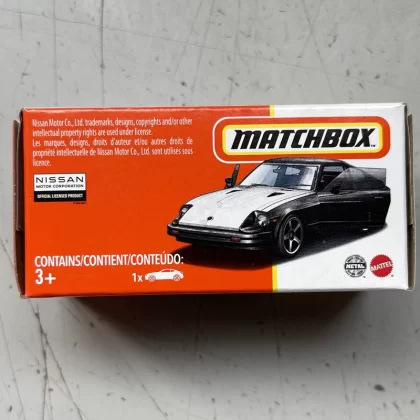 Nissan Motor Co., Ltd. trademarks, designs, copyrights and/or other
intellectual property rights are used under license.
Les marques, designs, droits d'auteur et/ou autres droits de
propriété intellectuelle de Nissan Motor Co., Ltd. sont utilisés sous
licence.
MATCHBOX
NISSAN
MOTOR CORPORATION
OFFICIAL LICENSED PRODUCT
CONTAINS/CONTIENT/CONTEÚDO:
3+
1x
METAL
MATTEL